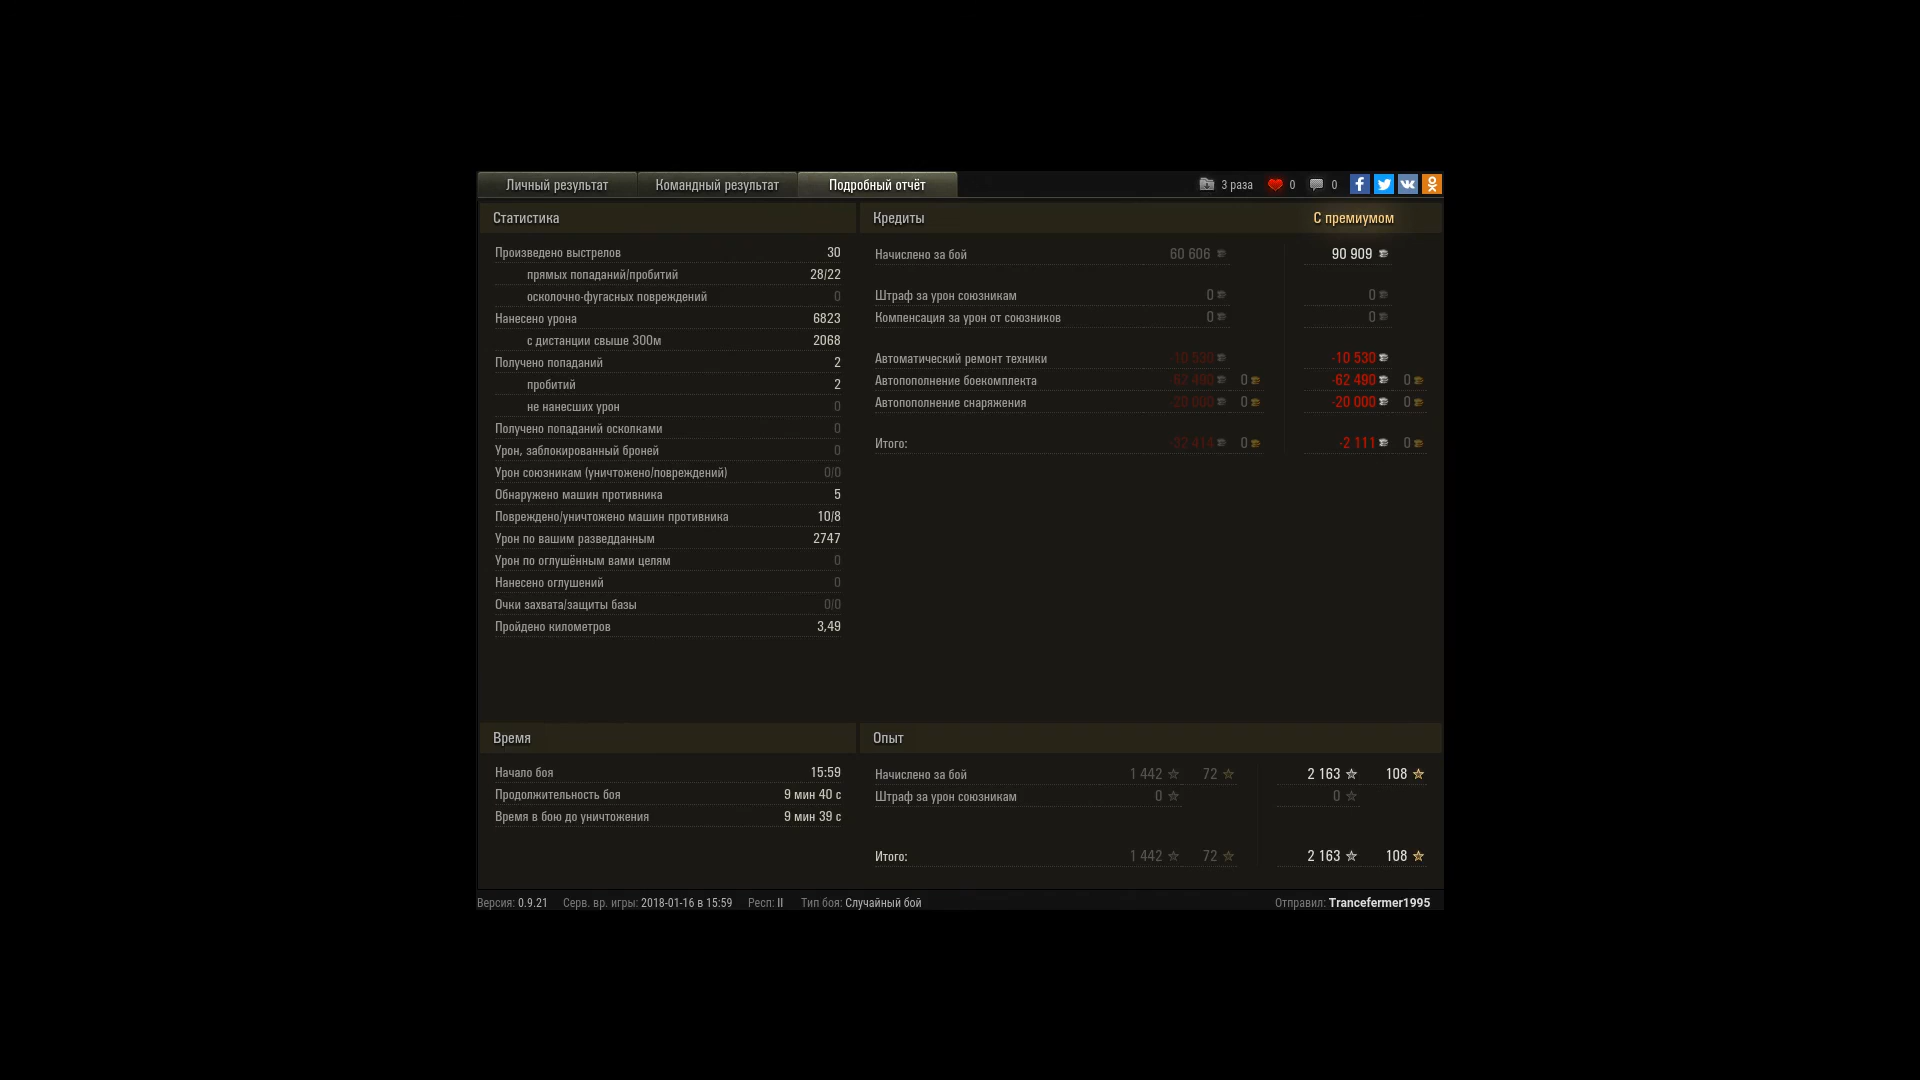 Личный результат Командный результат Подробный отчёт 3 раза 0 0
Статистика
Произведено выстрелов 30
прямых попаданий/пробитий 28/22
осколочно-фугасных повреждений 0
Нанесено урона 6823
с дистанции свыше 300м 2068
Получено попаданий 2
пробитий 2
не нанесших урон 0
Получено попаданий осколками 0
Урон, заблокированный броней 0
Урон союзникам (уничтожено/повреждений) 0/0
Обнаружено машин противника 5
Повреждено/уничтожено машин противника 10/8
Урон по вашим разведданным 2747
Урон по оглушённым вами целям 0
Нанесено оглушений 0
Очки захвата/защиты базы 0/0
Пройдено километров 3,49
Кредиты С премиумом
Начислено за бой 60 606 90 909
Штраф за урон союзникам 0 0
Компенсация за урон от союзников 0 0
Автоматический ремонт техники -10 530 -10 530
Автопополнение боекомплекта -62 490 0 -62 490 0
Автопополнение снаряжения -20 000 0 -20 000 0
Итого: -32 414 0 -2 111 0
Время
Начало боя 15:59
Продолжительность боя 9 мин 40 с
Время в бою до уничтожения 9 мин 39 с
Опыт
Начислено за бой 1 442 72 2 163 108
Штраф за урон союзникам 0 0
Итого: 1 442 72 2 163 108
Версия: 0.9.21 Серв. вр. игры: 2018-01-16 в 15:59 Респ: II Тип боя: Случайный бой Отправил: Trancefermer1995